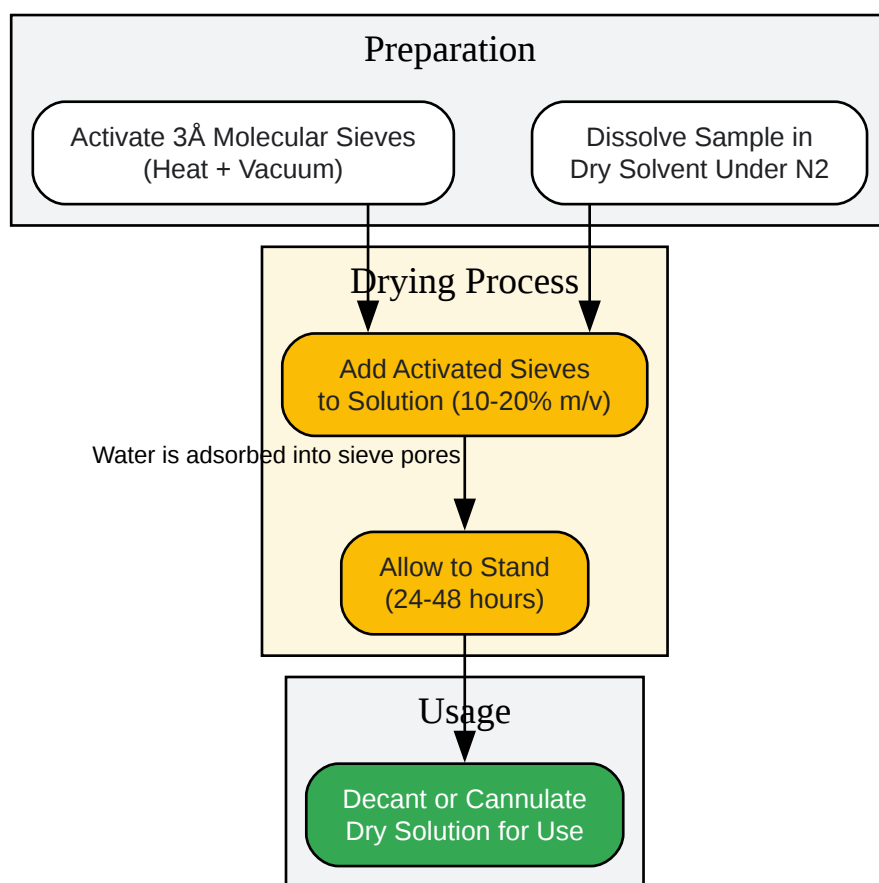 Preparation
Activate 3Å Molecular Sieves
(Heat + Vacuum)
Dissolve Sample in
Dry Solvent Under N2
Drying Process
Add Activated Sieves
to Solution (10-20% m/v)
Water is adsorbed into sieve pores
Allow to Stand
(24-48 hours)
Usage
Decant or Cannulate
Dry Solution for Use